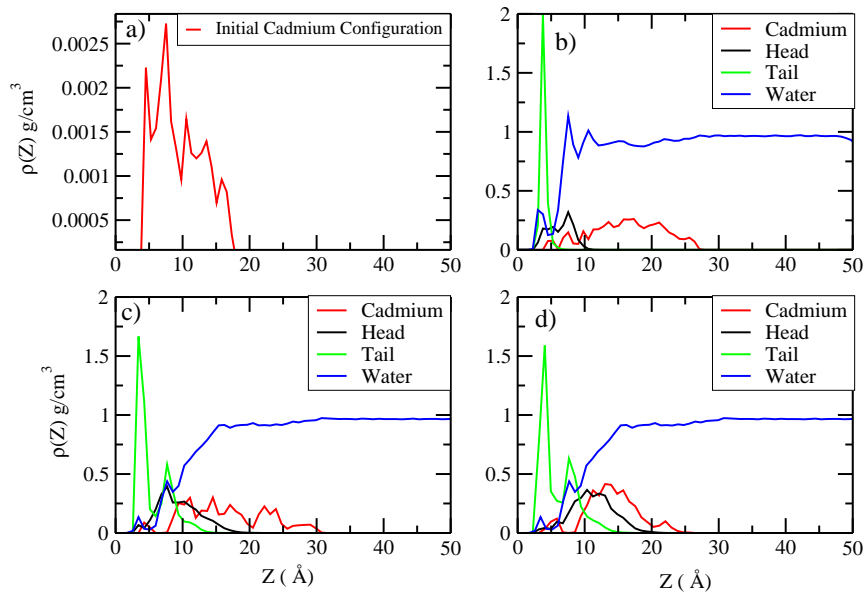 a)
Initial Cadmium Configuration
0.0025
0.002
0.0015
0.001
0.0005
ρ(Z) g/cm³
0 10 20 30 40 50
b)
Cadmium
Head
Tail
Water
2
1.5
1
0.5
0
0 10 20 30 40 50
c)
Cadmium
Head
Tail
Water
2
1.5
1
0.5
0
ρ(Z) g/cm³
0 10 20 30 40 50
Z ( Å)
d)
Cadmium
Head
Tail
Water
2
1.5
1
0.5
0
0 10 20 30 40 50
Z ( Å)